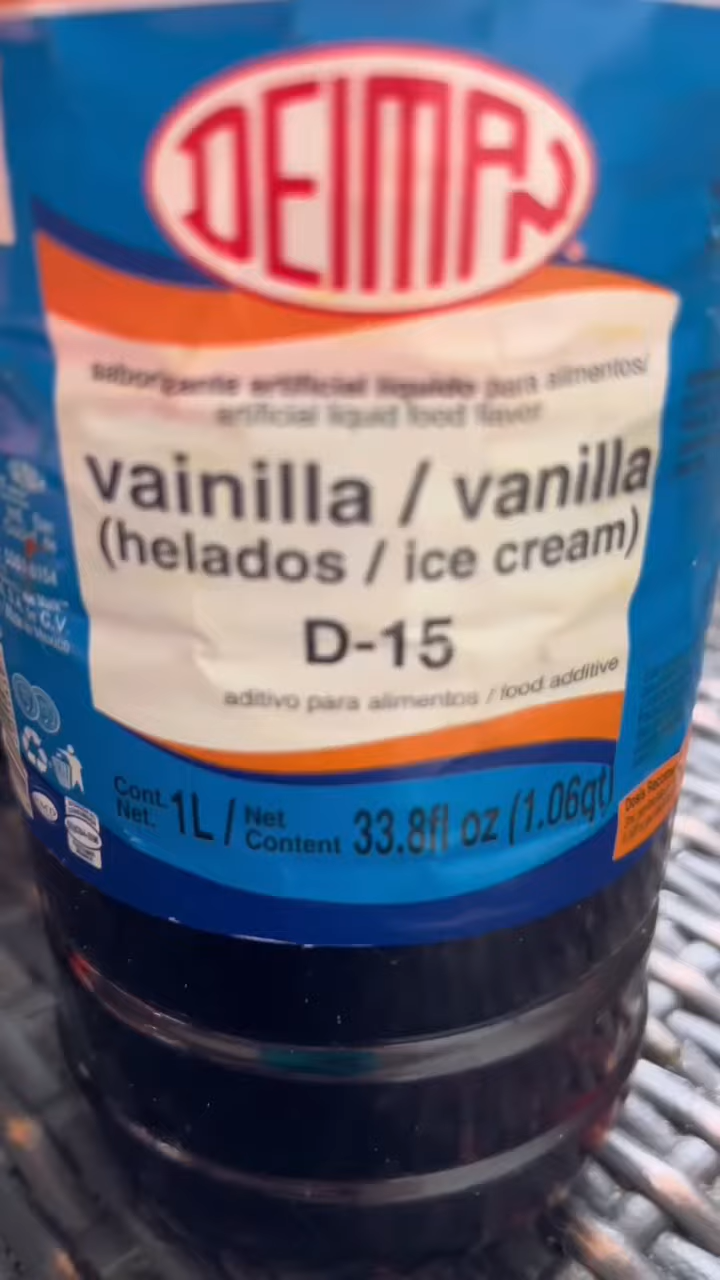 DEIMAN
saborizante artificial líquido para alimentos/
artificial liquid food flavor
vainilla / vanilla
(helados / ice cream)
D-15
aditivo para alimentos / food additive
Cont. Net. 1L / Net Content 33.8fl oz (1.06qt)